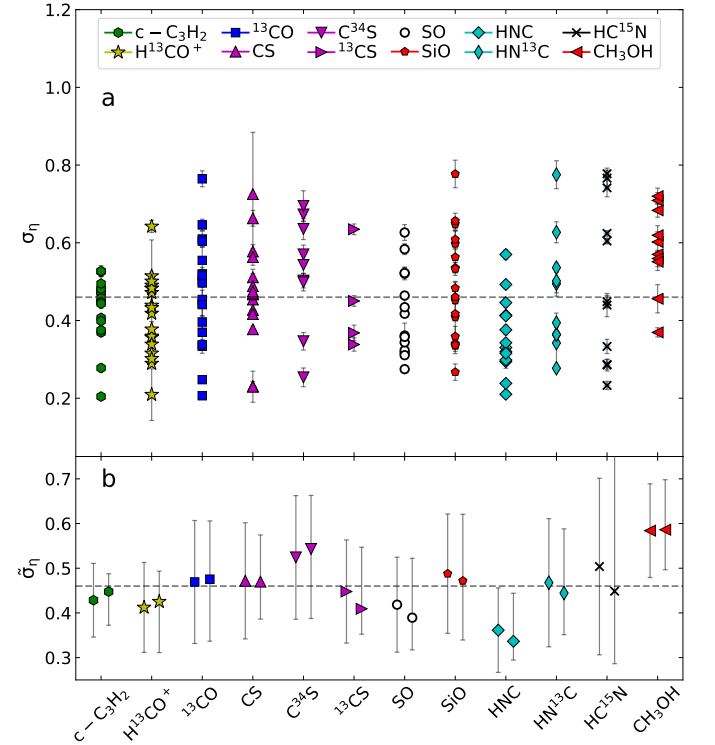 c − C₃H₂ ¹³CO C³⁴S SO HNC HC¹⁵N
H¹³CO⁺ CS ¹³CS SiO HN¹³C CH₃OH
a
1.2
1.0
0.8
0.6
0.4
0.2
σ_η
b
0.7
0.6
0.5
0.4
0.3
σ̃_η
c − C₃H₂ H¹³CO⁺ ¹³CO CS C³⁴S ¹³CS SO SiO HNC HN¹³C HC¹⁵N CH₃OH